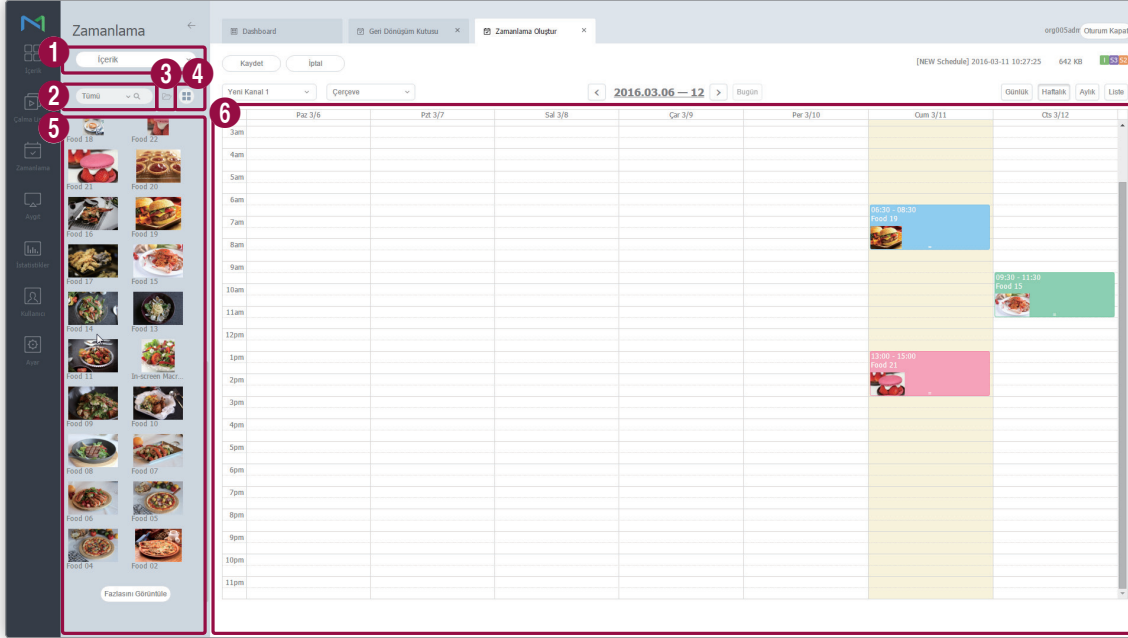 Zamanlama
←
Dashboard
Geri Dönüşüm Kutusu ×
Zamanlama Oluştur ×
Oturum Kapat
İçerik
Çalma
Zamanlama
Aygıt
İstatistikler
Kullanıcı
Ayar
1
İçerik
2
Tümü
3
4
5
6
Kaydet
İptal
[NEW Schedule] 2016-03-11 10:27:25 642 KB
I S3 S2
Yeni Kanal 1
Çerçeve
< 2016.03.06 — 12 >
Bugün
Günlük
Haftalık
Aylık
Liste
Paz 3/6
Pzt 3/7
Sal 3/8
Çar 3/9
Per 3/10
Cum 3/11
Cts 3/12
3am
4am
5am
6am
7am
8am
9am
10am
11am
12pm
1pm
2pm
3pm
4pm
5pm
6pm
7pm
8pm
9pm
10pm
11pm
06:30 - 08:30
Food 19
09:30 - 11:30
Food 15
13:00 - 15:00
Food 21
Food 18 Food 22
Food 21 Food 20
Food 16 Food 19
Food 17 Food 15
Food 14 Food 13
Food 11 In-screen Macr...
Food 09 Food 10
Food 08 Food 07
Food 06 Food 05
Food 04 Food 02
Fazlasını Görüntüle